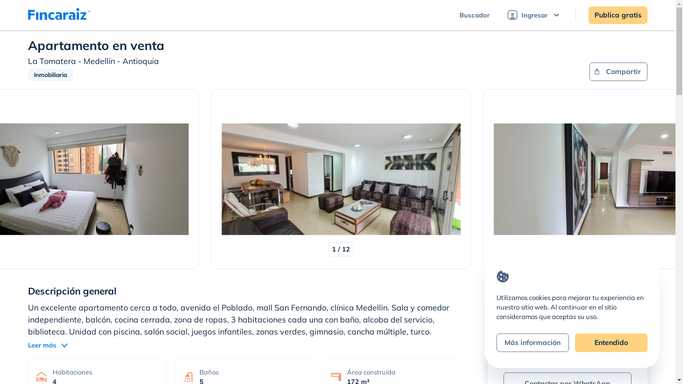 Fincaraiz
Buscador
Ingresar
Publica gratis
Apartamento en venta
La Tomatera - Medellín - Antioquia
Inmobiliaria
Compartir
1 / 12
Descripción general
Un excelente apartamento cerca a todo, avenida el Poblado, mall San Fernando, clínica Medellin. Sala y comedor
independiente, balcón, cocina cerrada, zona de ropas, 3 habitaciones cada una con baño, alcoba del servicio,
biblioteca. Unidad con piscina, salón social, juegos infantiles, zonas verdes, gimnasio, cancha múltiple, turco.
Leer más
Habitaciones
4
Baños
5
Área construida
172 m²
Utilizamos cookies para mejorar tu experiencia en
nuestro sitio web. Al continuar en el sitio
consideramos que aceptas su uso.
Más información
Entendido
Contactar por WhatsApp